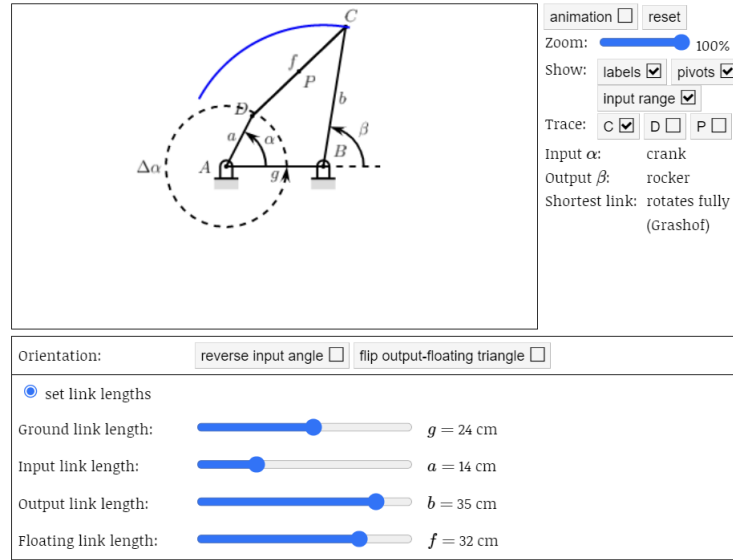 C
f
P
b
D
a
α
β
Δα
A
g
B
animation
reset
Zoom:
100%
Show:
labels
pivots
input range
Trace:
C
D
P
Input α:
crank
Output β:
rocker
Shortest link:
rotates fully
(Grashof)
Orientation:
reverse input angle
flip output-floating triangle
set link lengths
Ground link length:
g = 24 cm
Input link length:
a = 14 cm
Output link length:
b = 35 cm
Floating link length:
f = 32 cm